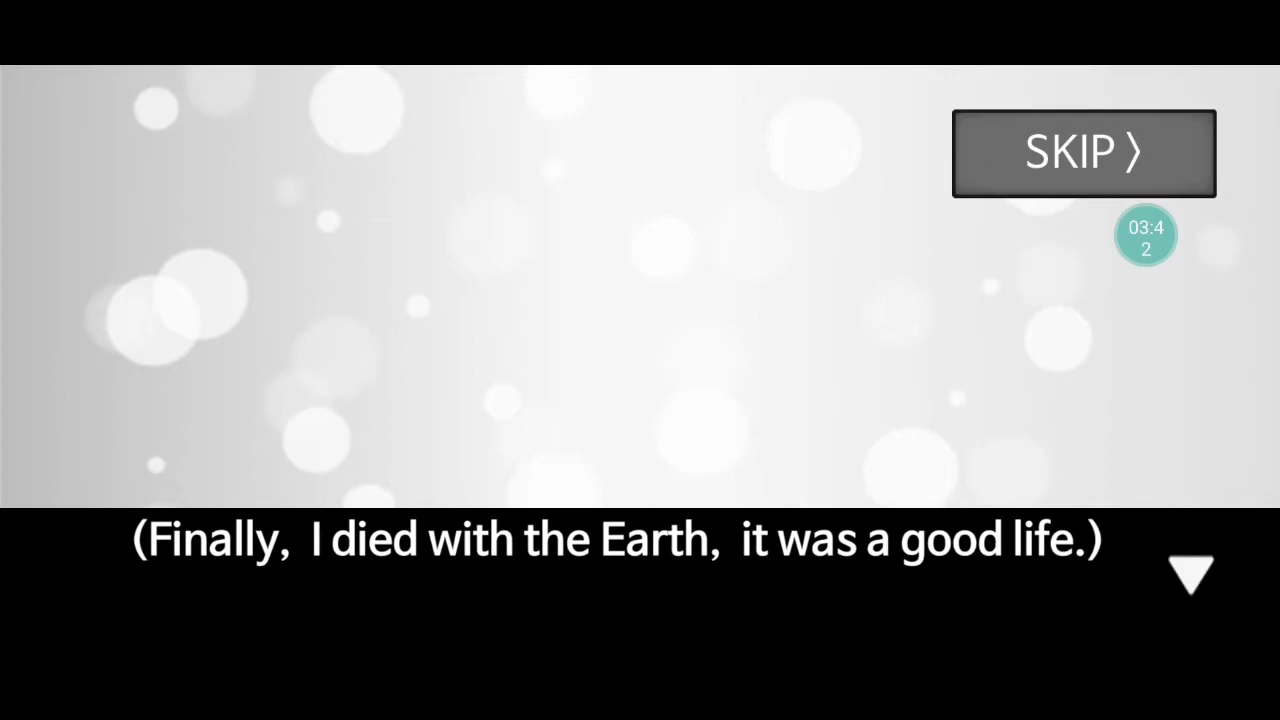 SKIP 〉
03:4
2
(Finally, I died with the Earth, it was a good life.)